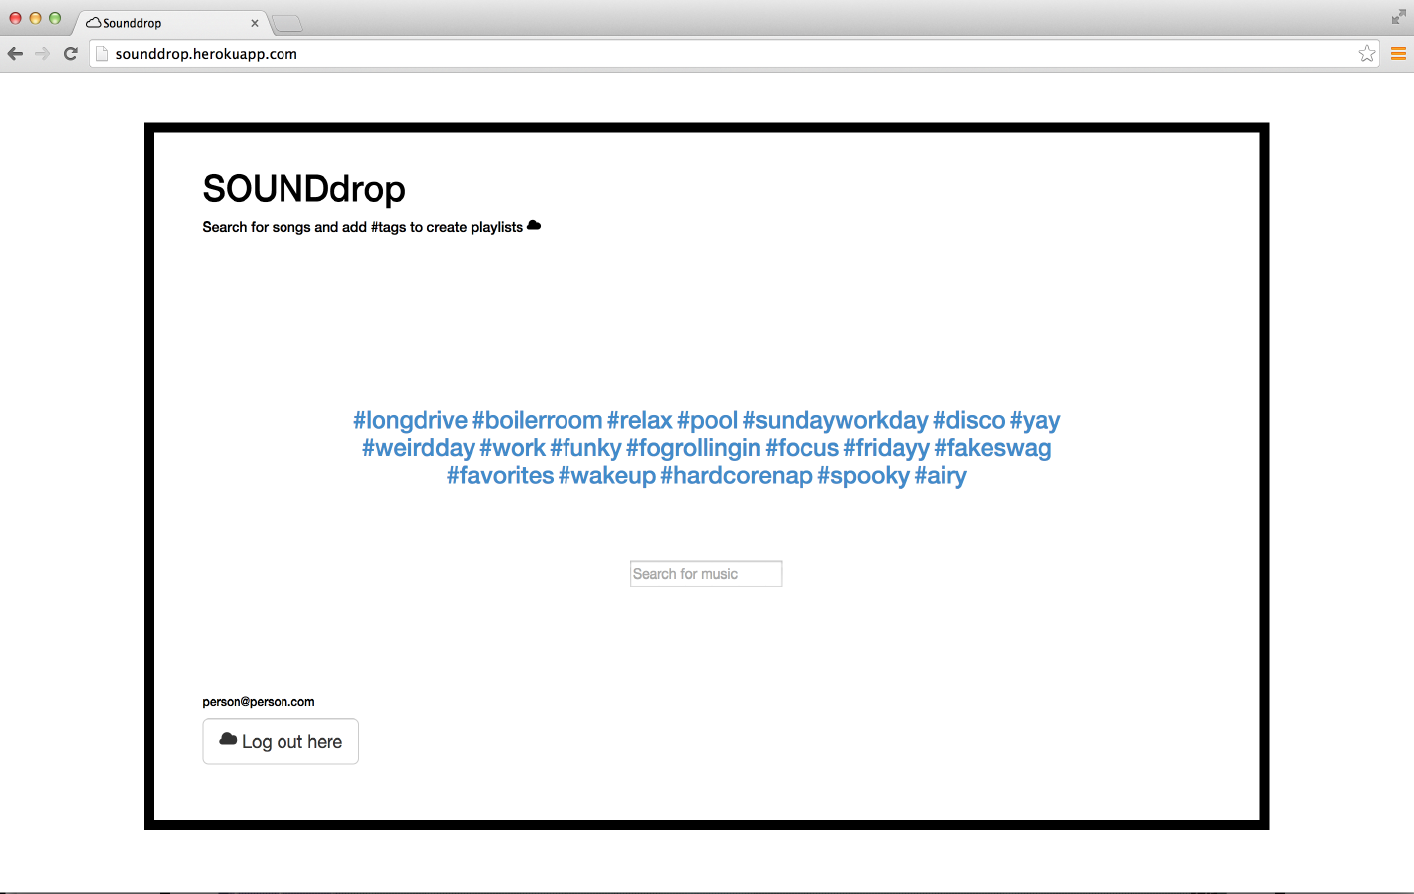 Sounddrop
sounddrop.herokuapp.com
SOUNDdrop
Search for songs and add #tags to create playlists
#longdrive #boilerroom #relax #pool #sundayworkday #disco #yay
#weirdday #work #funky #fogrollingin #focus #fridayy #fakeswag
#favorites #wakeup #hardcorenap #spooky #airy
Search for music
person@person.com
Log out here